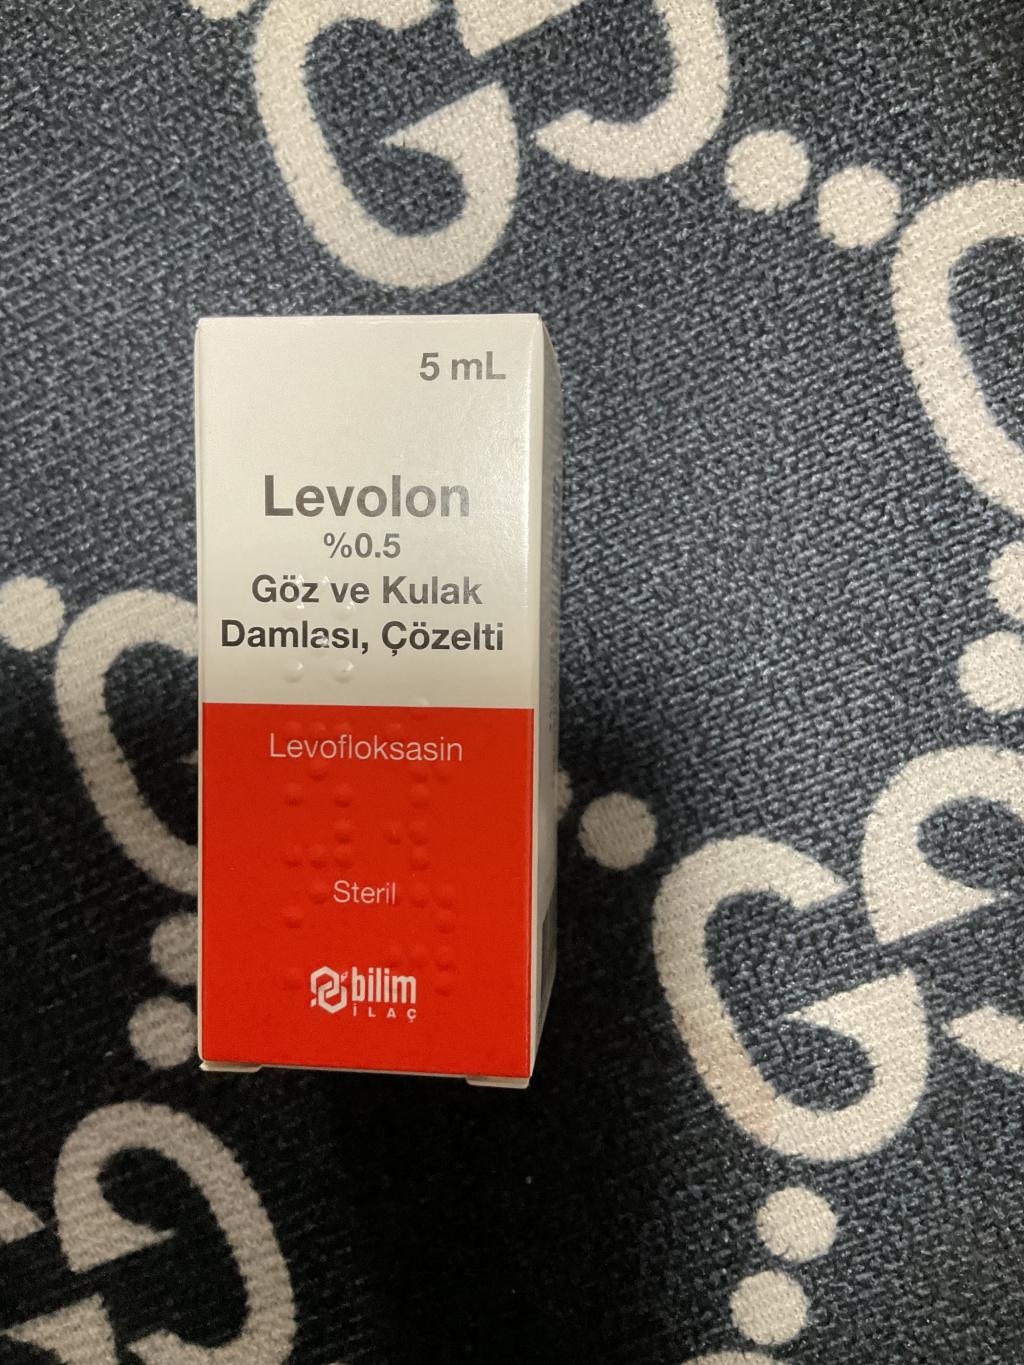 5 mL
Levolon
%0.5
Göz ve Kulak
Damlası, Çözelti
Levofloksasin
Steril
bilim
İLAÇ